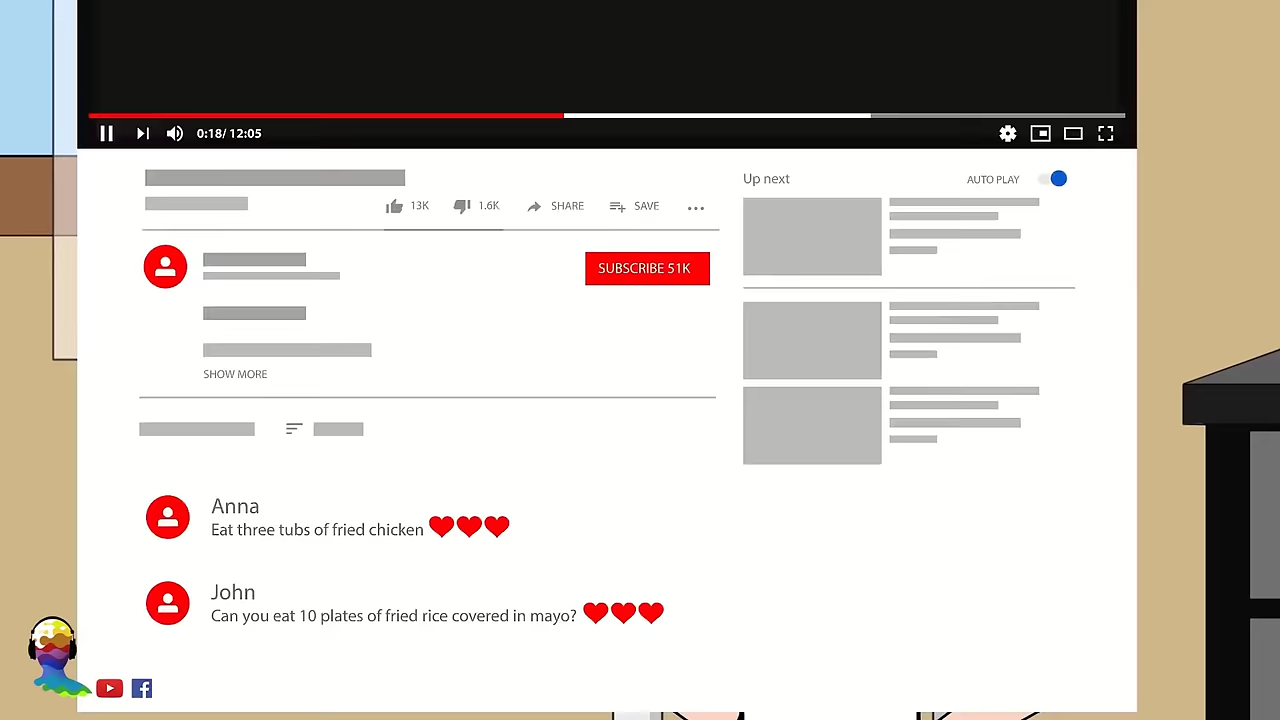 0:18/ 12:05
13K
1.6K
SHARE
SAVE
SUBSCRIBE 51K
SHOW MORE
Up next
AUTO PLAY
Anna
Eat three tubs of fried chicken
John
Can you eat 10 plates of fried rice covered in mayo?